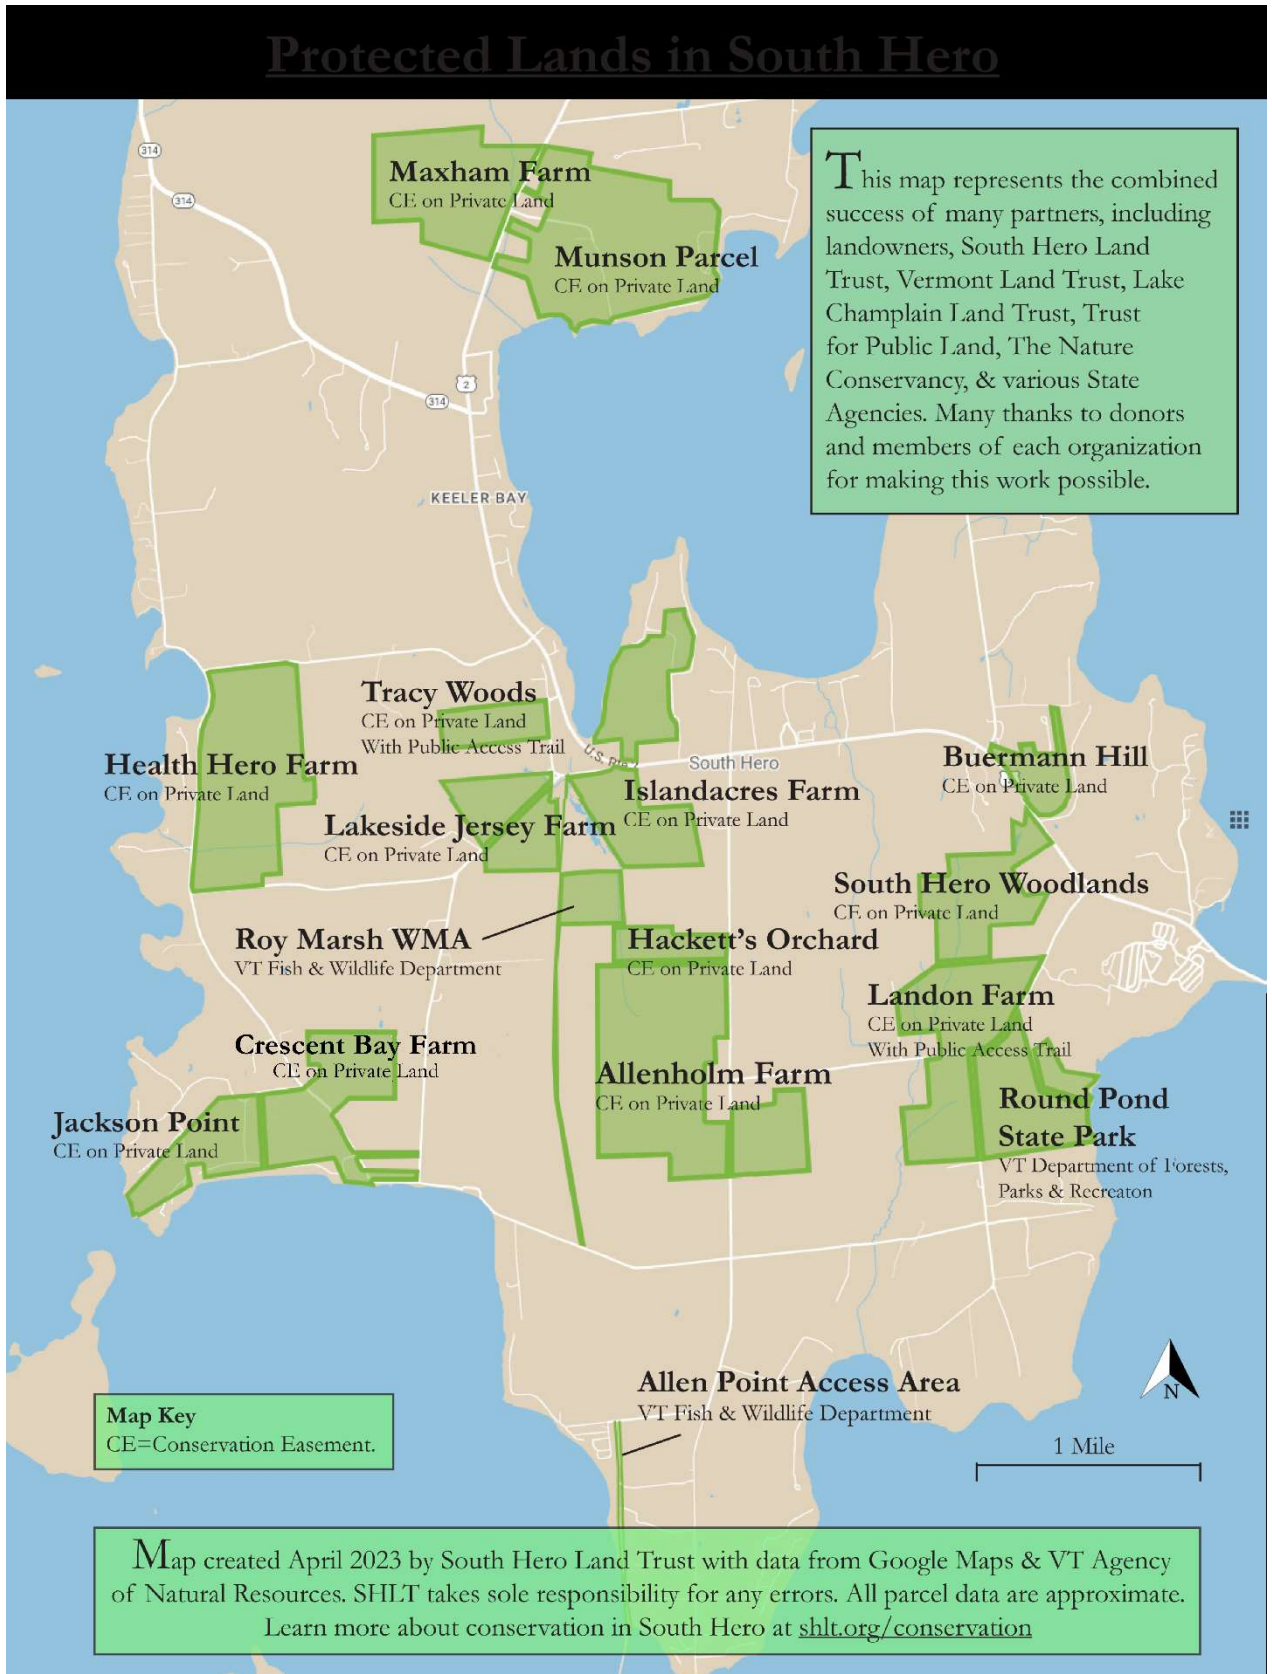 Protected Lands in South Hero
314
314
Maxham Farm
CE on Private Land
Munson Parcel
CE on Private Land
This map represents the combined
success of many partners, including
landowners, South Hero Land
Trust, Vermont Land Trust, Lake
Champlain Land Trust, Trust
for Public Land, The Nature
Conservancy, & various State
Agencies. Many thanks to donors
and members of each organization
for making this work possible.
2
314
KEELER BAY
Tracy Woods
CE on Private Land
With Public Access Trail
U.S.
South Hero
Health Hero Farm
CE on Private Land
Buermann Hill
CE on Private Land
Islandacres Farm
CE on Private Land
Lakeside Jersey Farm
CE on Private Land
South Hero Woodlands
CE on Private Land
Roy Marsh WMA
VT Fish & Wildlife Department
Hackett's Orchard
CE on Private Land
Landon Farm
CE on Private Land
With Public Access Trail
Crescent Bay Farm
CE on Private Land
Allenholm Farm
CE on Private Land
Jackson Point
CE on Private Land
Round Pond
State Park
VT Department of Forests,
Parks & Recreaton
Allen Point Access Area
VT Fish & Wildlife Department
N
1 Mile
Map Key
CE=Conservation Easement.
Map created April 2023 by South Hero Land Trust with data from Google Maps & VT Agency
of Natural Resources. SHLT takes sole responsibility for any errors. All parcel data are approximate.
Learn more about conservation in South Hero at shlt.org/conservation